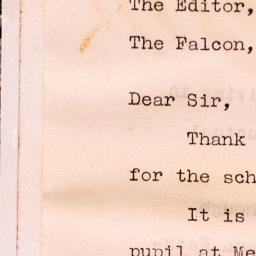 The Editor,
The Falcon,
Dear Sir,
Thank
for the sch
It is
pupil at Me